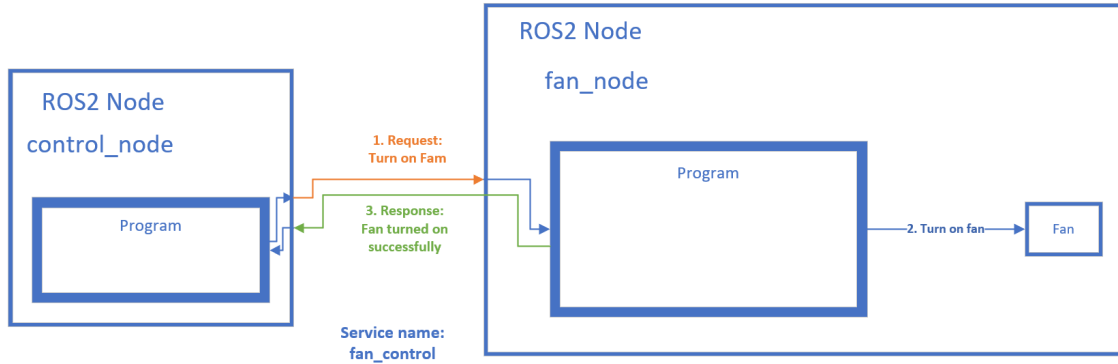 ROS2 Node
control_node
Program
1. Request:
Turn on Fam
3. Response:
Fan turned on
successfully
Service name:
fan_control
ROS2 Node
fan_node
Program
2. Turn on fan
Fan